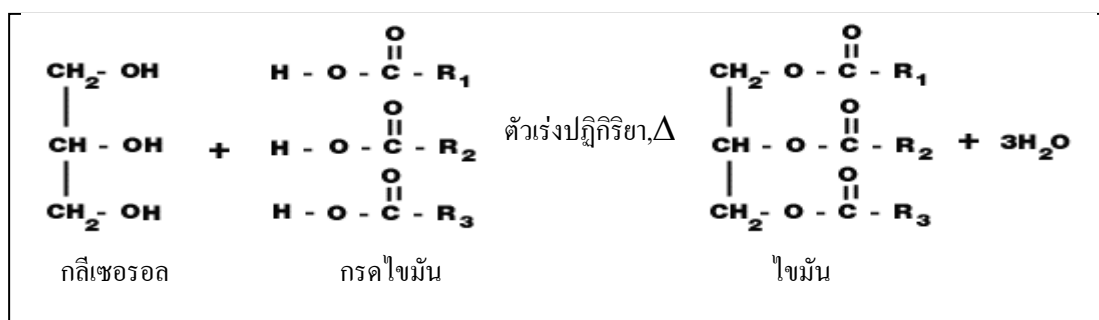 O O
CH₂- OH H - O - C - R₁ CH₂- O - C - R₁
O O
CH - OH + H - O - C - R₂ ตัวเร่งปฏิกิริยา,Δ CH - O - C - R₂ + 3H₂O
O O
CH₂- OH H - O - C - R₃ CH₂- O - C - R₃
กลีเซอรอล กรดไขมัน ไขมัน